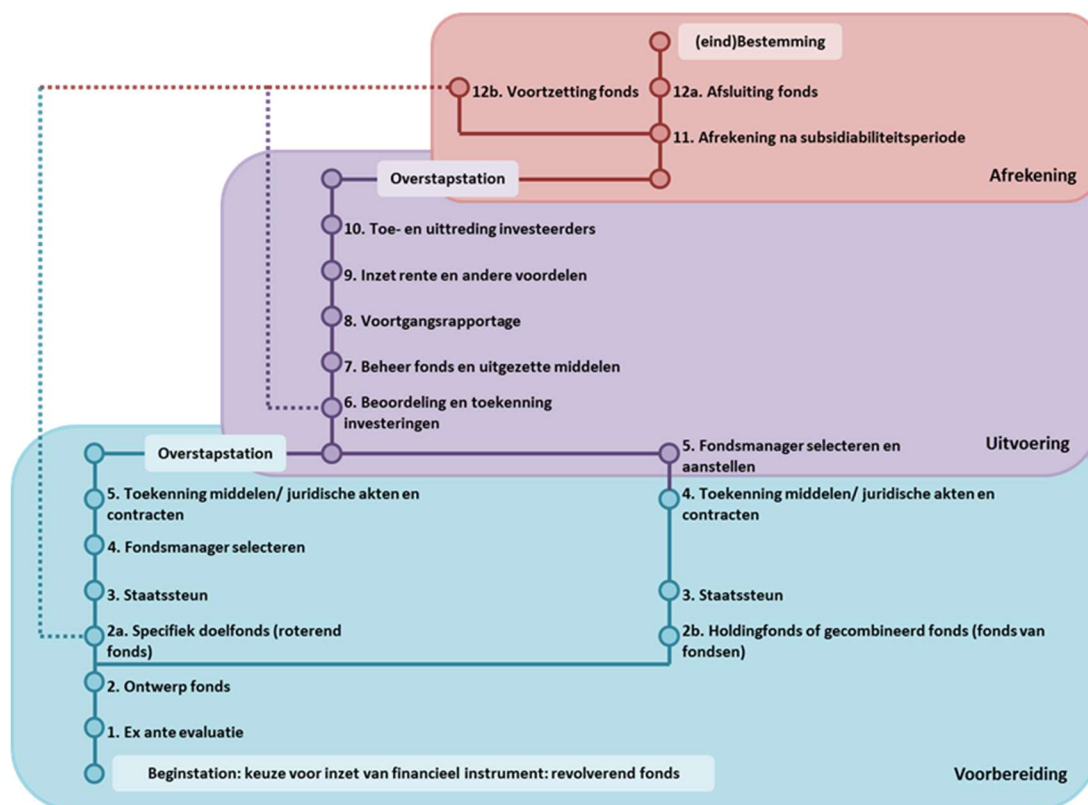 (eind)Bestemming
12b. Voortzetting fonds
12a. Afsluiting fonds
11. Afrekening na subsidiabiliteitsperiode
Afrekening
Overstapstation
10. Toe- en uittreding investeerders
9. Inzet rente en andere voordelen
8. Voortgangsrapportage
7. Beheer fonds en uitgezette middelen
6. Beoordeling en toekenning
investeringen
Uitvoering
Overstapstation
5. Fondsmanager selecteren en
aanstellen
5. Toekenning middelen/ juridische akten en
contracten
4. Toekenning middelen/ juridische akten en
contracten
4. Fondsmanager selecteren
3. Staatssteun
3. Staatssteun
2a. Specifiek doelfonds (roterend
fonds)
2b. Holdingfonds of gecombineerd fonds (fonds van
fondsen)
2. Ontwerp fonds
1. Ex ante evaluatie
Beginstation: keuze voor inzet van financieel instrument: revolverend fonds
Voorbereiding